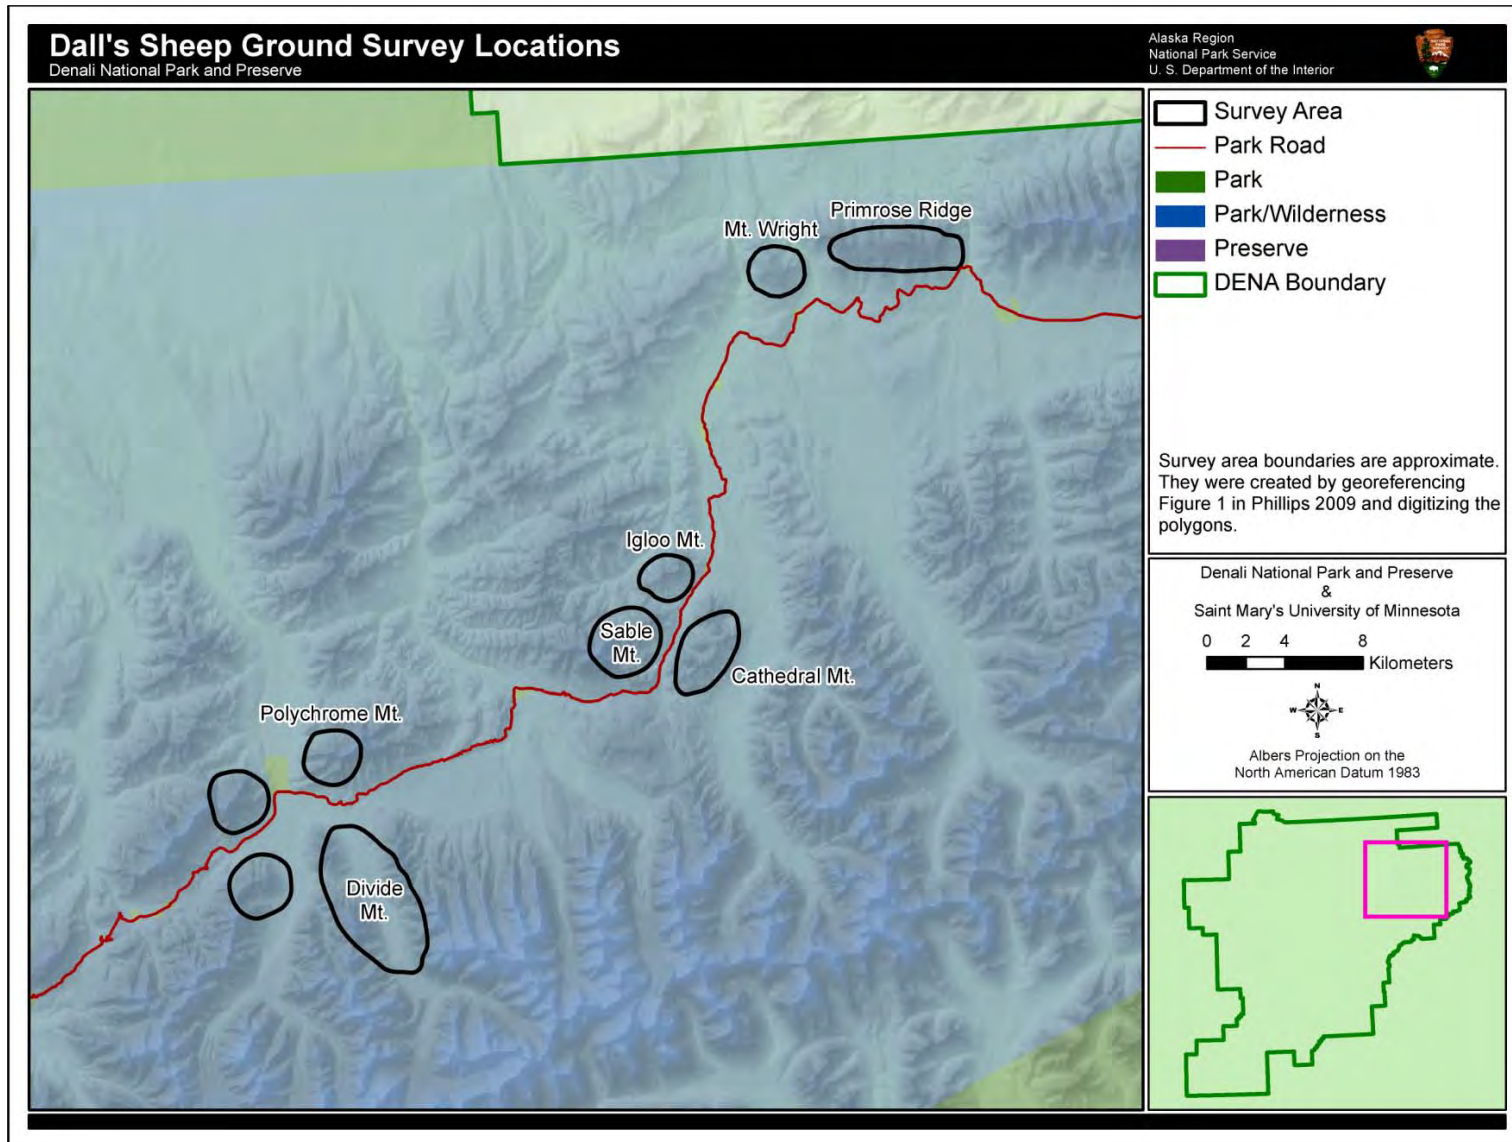 Dall's Sheep Ground Survey Locations
Denali National Park and Preserve
Alaska Region
National Park Service
U. S. Department of the Interior
Primrose Ridge
Mt. Wright
Igloo Mt.
Sable
Mt.
Cathedral Mt.
Polychrome Mt.
Divide
Mt.
Survey Area
Park Road
Park
Park/Wilderness
Preserve
DENA Boundary
Survey area boundaries are approximate.
They were created by georeferencing
Figure 1 in Phillips 2009 and digitizing the
polygons.
Denali National Park and Preserve
&
Saint Mary's University of Minnesota
0 2 4 8
Kilometers
N
W E
S
Albers Projection on the
North American Datum 1983